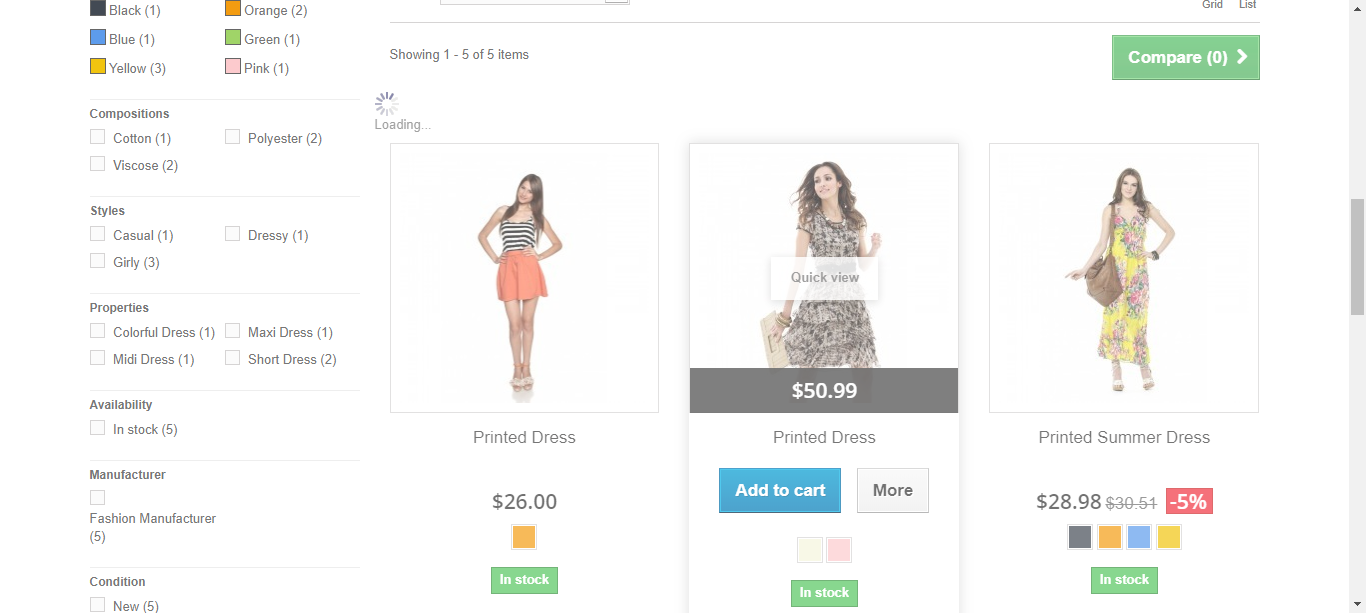 Black (1)
Orange (2)
Blue (1)
Green (1)
Yellow (3)
Pink (1)
Compositions
Cotton (1)
Polyester (2)
Viscose (2)
Styles
Casual (1)
Dressy (1)
Girly (3)
Properties
Colorful Dress (1)
Maxi Dress (1)
Midi Dress (1)
Short Dress (2)
Availability
In stock (5)
Manufacturer
Fashion Manufacturer
(5)
Condition
New (5)
Grid
List
Showing 1 - 5 of 5 items
Compare (0)
Loading...
Printed Dress
$26.00
In stock
Quick view
$50.99
Printed Dress
Add to cart
More
In stock
Printed Summer Dress
$28.98 $30.51 -5%
In stock